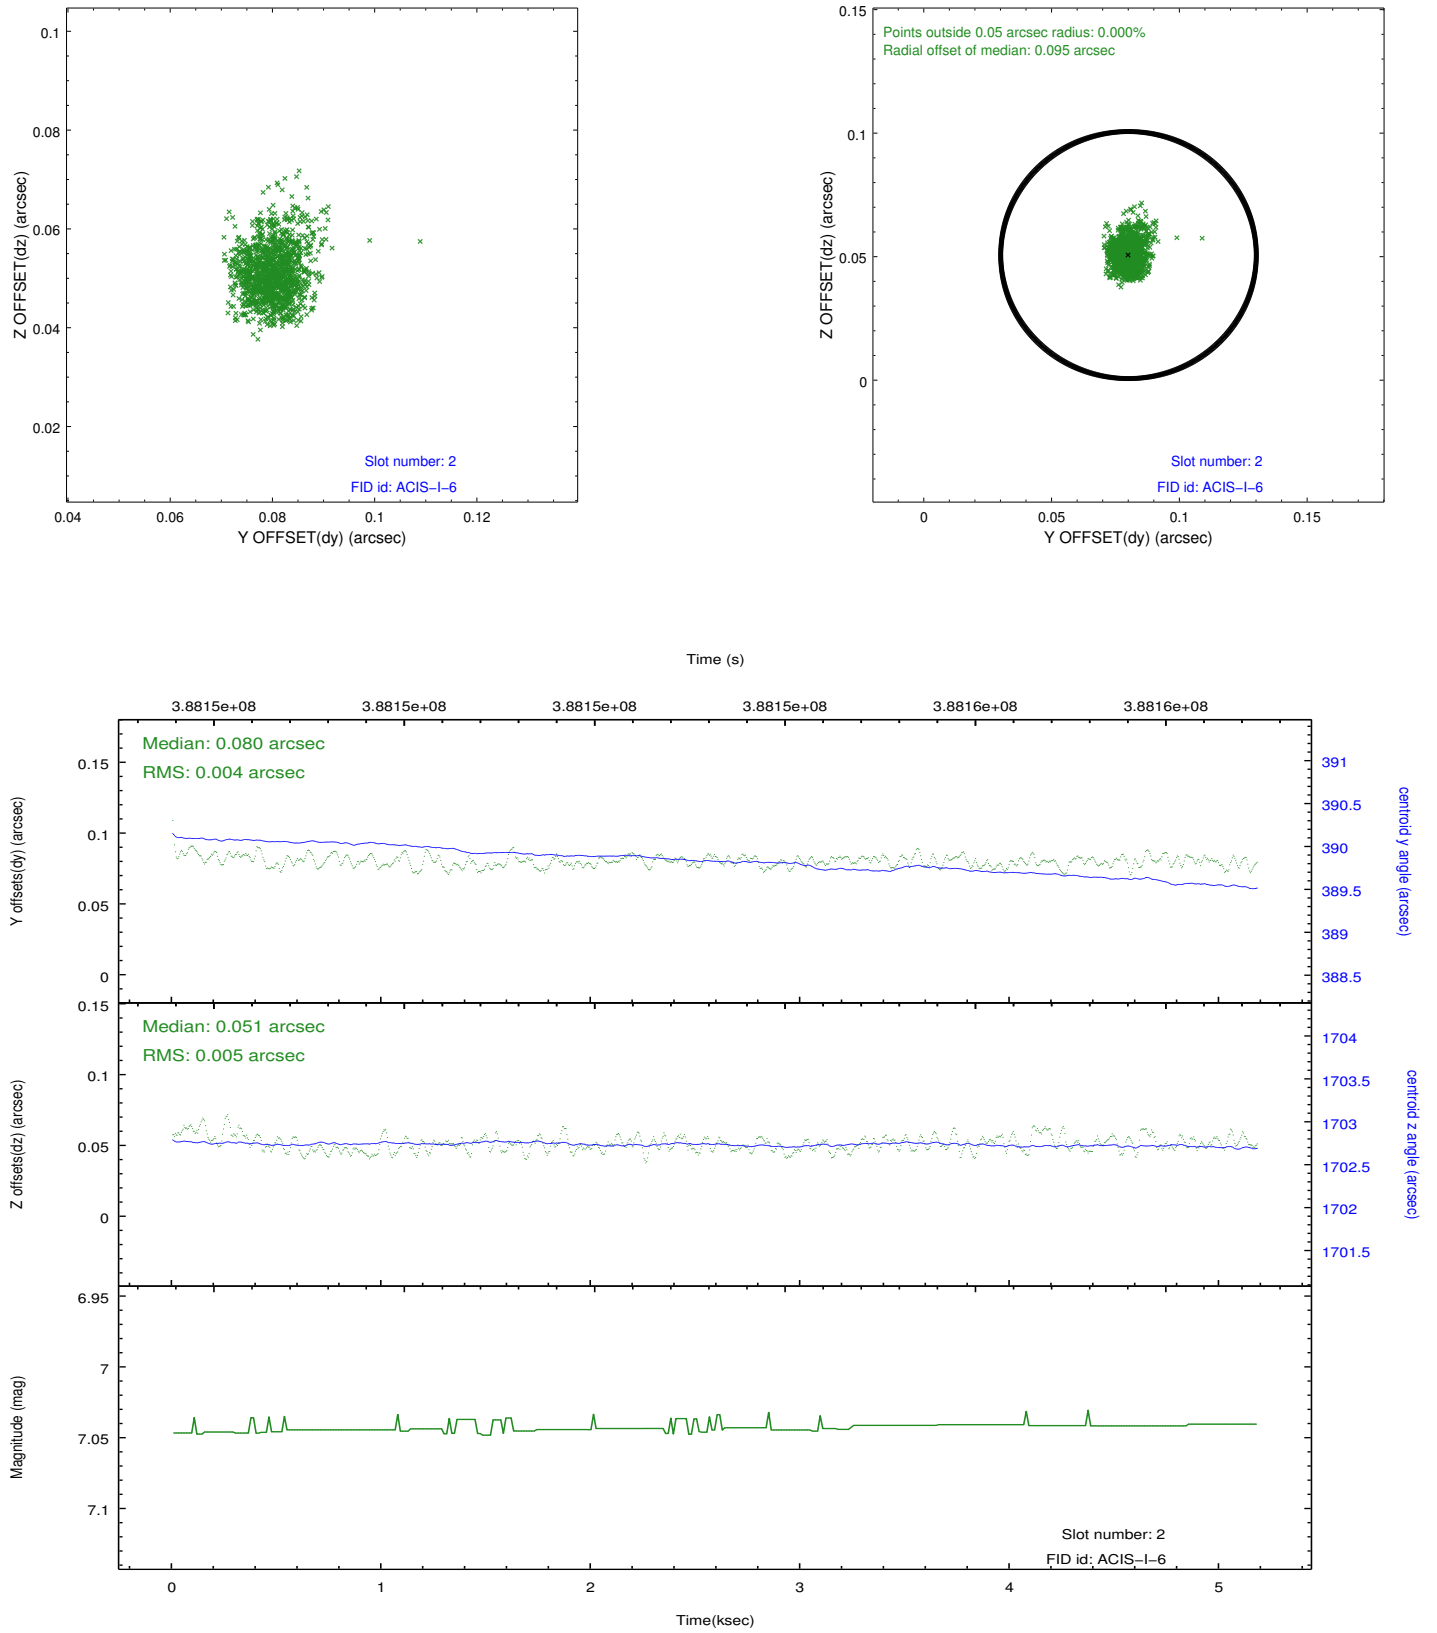 0.1
0.08
0.06
0.04
0.02
Z OFFSET(dz) (arcsec)
Slot number: 2
FID id: ACIS−I−6
0.04 0.06 0.08 0.1 0.12
Y OFFSET(dy) (arcsec)
0.15
0.1
0.05
0
Z OFFSET(dz) (arcsec)
Points outside 0.05 arcsec radius: 0.000%
Radial offset of median: 0.095 arcsec
Slot number: 2
FID id: ACIS−I−6
0 0.05 0.1 0.15
Y OFFSET(dy) (arcsec)
Time (s)
3.8815e+08 3.8815e+08 3.8815e+08 3.8815e+08 3.8816e+08 3.8816e+08
Median: 0.080 arcsec
RMS: 0.004 arcsec
0.15
0.1
0.05
0
Y offsets(dy) (arcsec)
391
390.5
390
389.5
389
388.5
centroid y angle (arcsec)
Median: 0.051 arcsec
RMS: 0.005 arcsec
0.15
0.1
0.05
0
Z offsets(dz) (arcsec)
1704
1703.5
1703
1702.5
1702
1701.5
centroid z angle (arcsec)
6.95
7
7.05
7.1
Magnitude (mag)
Slot number: 2
FID id: ACIS−I−6
0 1 2 3 4 5
Time(ksec)